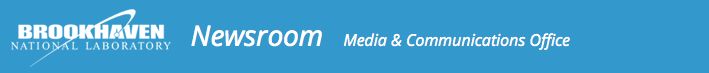 BROOKHAVEN
NATIONAL LABORATORY
Newsroom Media & Communications Office